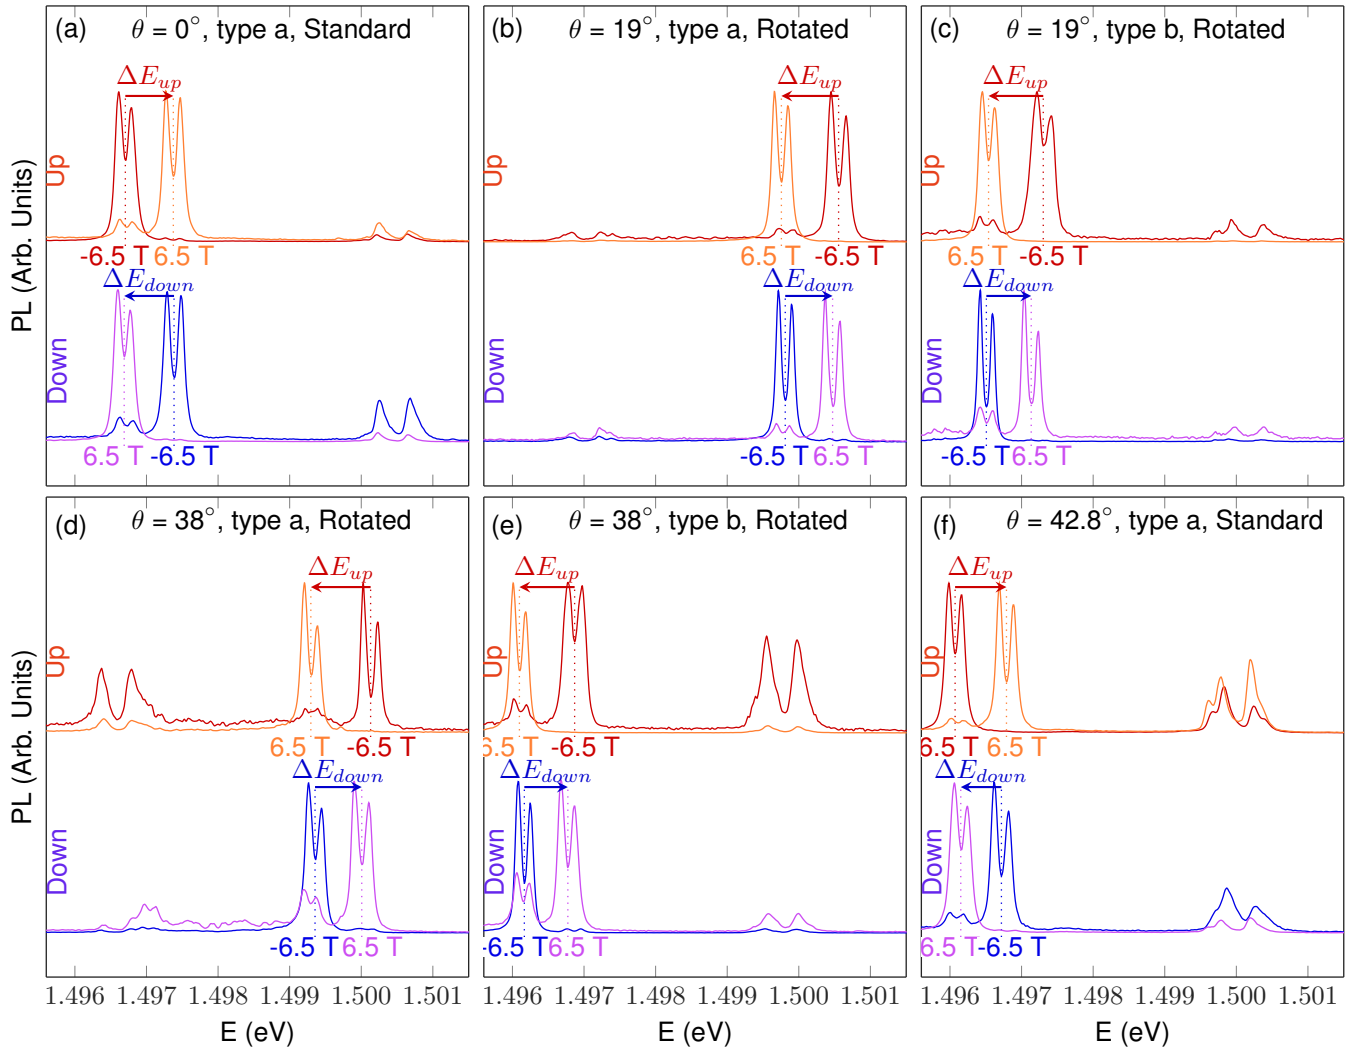 (a) θ = 0°, type a, Standard
ΔE_up
Up
-6.5 T 6.5 T
ΔE_down
Down
6.5 T -6.5 T
PL (Arb. Units)
(b) θ = 19°, type a, Rotated
ΔE_up
Up
6.5 T -6.5 T
ΔE_down
Down
-6.5 T 6.5 T
(c) θ = 19°, type b, Rotated
ΔE_up
Up
6.5 T -6.5 T
ΔE_down
Down
-6.5 T 6.5 T
(d) θ = 38°, type a, Rotated
ΔE_up
Up
6.5 T -6.5 T
ΔE_down
Down
-6.5 T 6.5 T
PL (Arb. Units)
1.496 1.497 1.498 1.499 1.500 1.501
E (eV)
(e) θ = 38°, type b, Rotated
ΔE_up
Up
6.5 T -6.5 T
ΔE_down
Down
-6.5 T 6.5 T
1.496 1.497 1.498 1.499 1.500 1.501
E (eV)
(f) θ = 42.8°, type a, Standard
ΔE_up
Up
6.5 T 6.5 T
ΔE_down
Down
6.5 T -6.5 T
1.496 1.497 1.498 1.499 1.500 1.501
E (eV)